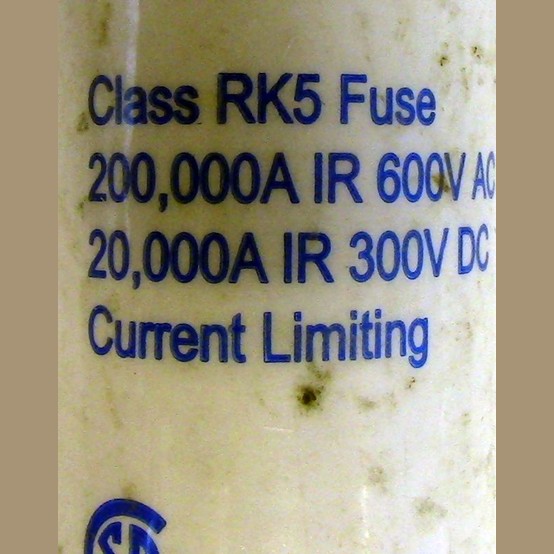 Class RK5 Fuse
200,000A IR 600V AC
20,000A IR 300V DC
Current Limiting